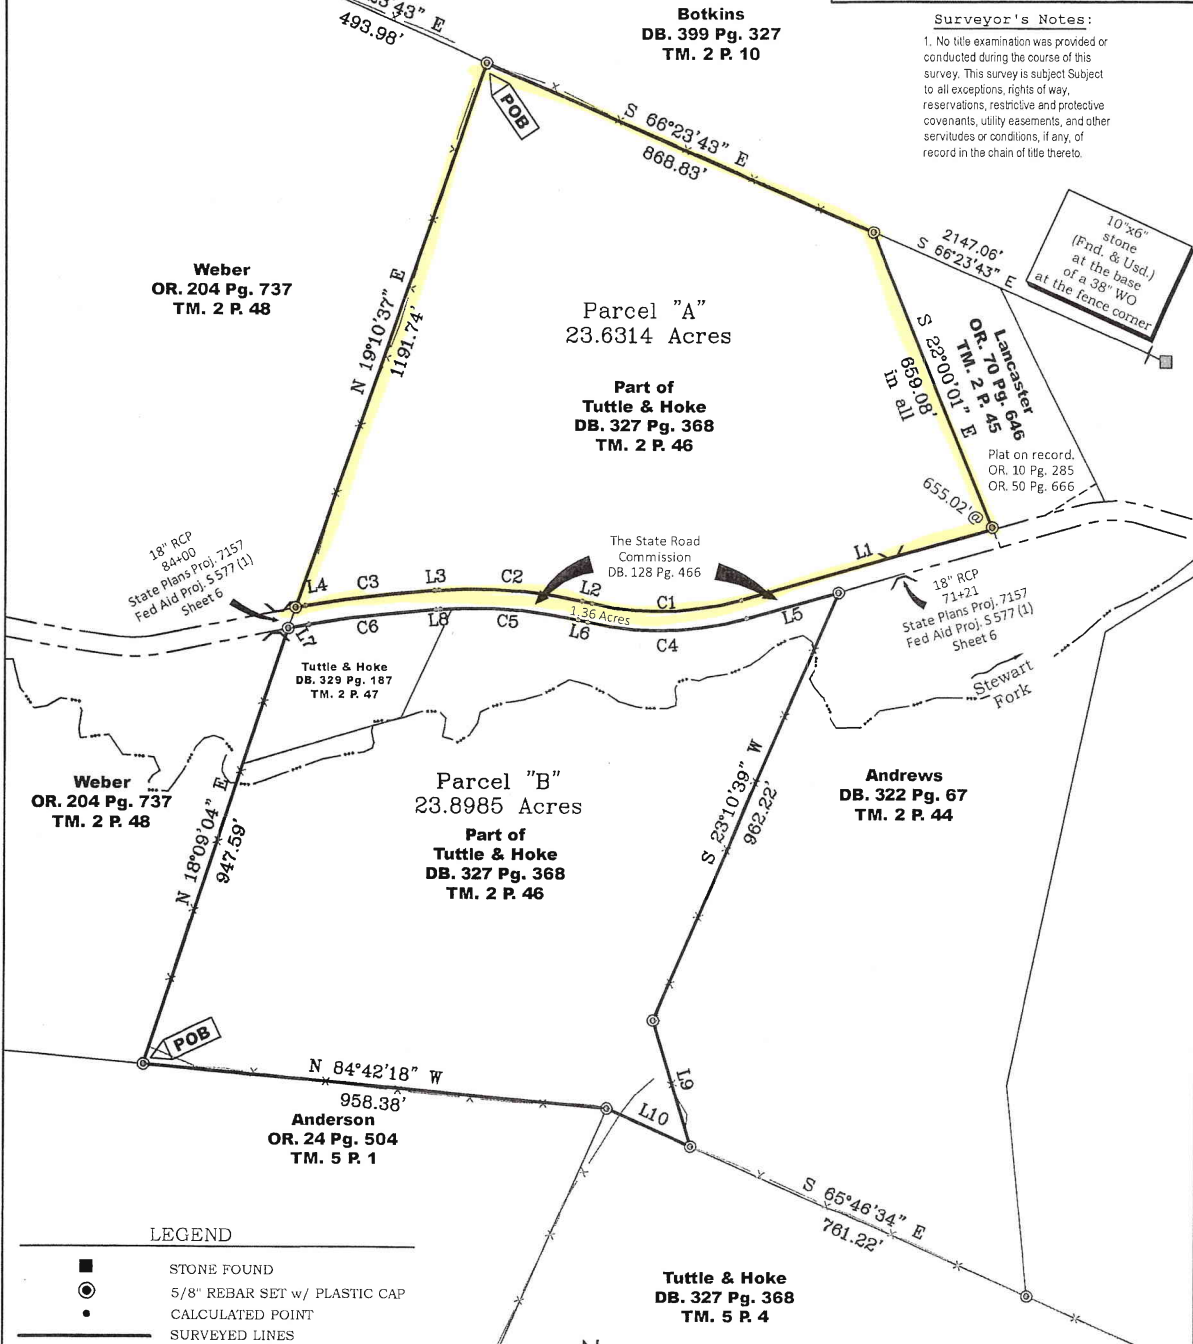 23'43" E
493.98'
Botkins
DB. 399 Pg. 327
TM. 2 P. 10
Surveyor's Notes:
1. No title examination was provided or
conducted during the course of this
survey. This survey is subject Subject
to all exceptions, rights of way,
reservations, restrictive and protective
covenants, utility easements, and other
servitudes or conditions, if any, of
record in the chain of title thereto.
POB
S 66°23'43" E
868.83'
10"x6"
stone
(Fnd. & Usd.)
at the base
of a 38" WO
at the fence corner
2147.06'
S 66°23'43" E
Weber
OR. 204 Pg. 737
TM. 2 P. 48
N 19°10'37" E
1191.74'
Parcel "A"
23.6314 Acres
Part of
Tuttle & Hoke
DB. 327 Pg. 368
TM. 2 P. 46
S 22°00'01" E
659.08'
in all
Lancaster
OR. 70 Pg. 646
TM. 2 P. 45
Plat on record.
OR. 10 Pg. 285
OR. 50 Pg. 666
655.02'@
18" RCP
84+00
State Plans Proj. 7157
Fed Aid Proj. S 577 (1)
Sheet 6
The State Road
Commission
DB. 128 Pg. 466
L1
L4
C3
L3
C2
L2
C1
1.36 Acres
L7
C6
L8
C5
L6
C4
L5
18" RCP
71+21
State Plans Proj. 7157
Fed Aid Proj. S 577 (1)
Sheet 6
Stewart
Fork
Tuttle & Hoke
DB. 329 Pg. 187
TM. 2 P. 47
Weber
OR. 204 Pg. 737
TM. 2 P. 48
N 18°09'04" E
947.59'
Parcel "B"
23.8985 Acres
Part of
Tuttle & Hoke
DB. 327 Pg. 368
TM. 2 P. 46
S 23°10'39" W
962.22'
Andrews
DB. 322 Pg. 67
TM. 2 P. 44
POB
N 84°42'18" W
958.38'
L9
L10
Anderson
OR. 24 Pg. 504
TM. 5 P. 1
S 65°46'34" E
761.22'
LEGEND
STONE FOUND
5/8" REBAR SET w/ PLASTIC CAP
CALCULATED POINT
SURVEYED LINES
Tuttle & Hoke
DB. 327 Pg. 368
TM. 5 P. 4